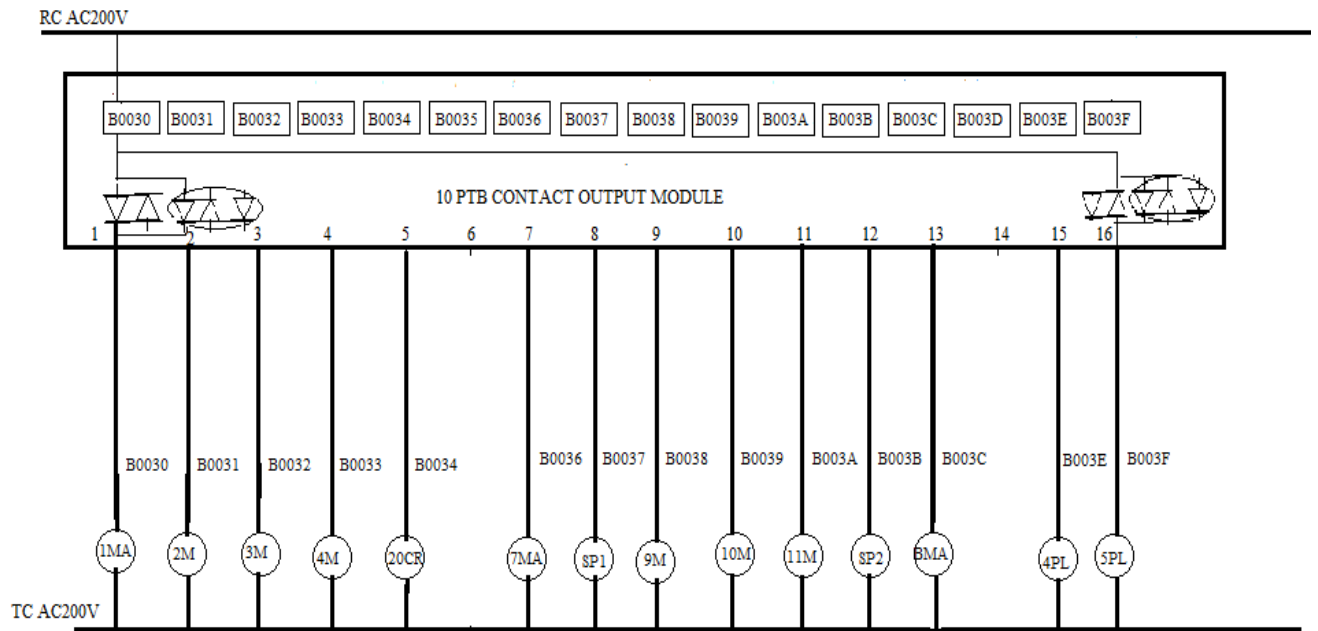 RC AC200V
B0030 B0031 B0032 B0033 B0034 B0035 B0036 B0037 B0038 B0039 B003A B003B B003C B003D B003E B003F
10 PTB CONTACT OUTPUT MODULE
1 2 3 4 5 6 7 8 9 10 11 12 13 14 15 16
B0030 B0031 B0032 B0033 B0034 B0036 B0037 B0038 B0039 B003A B003B B003C B003E B003F
1MA 2M 3M 4M 20CR 7MA SP1 9M 10M 11M SP2 BMA 4PL 5PL
TC AC200V